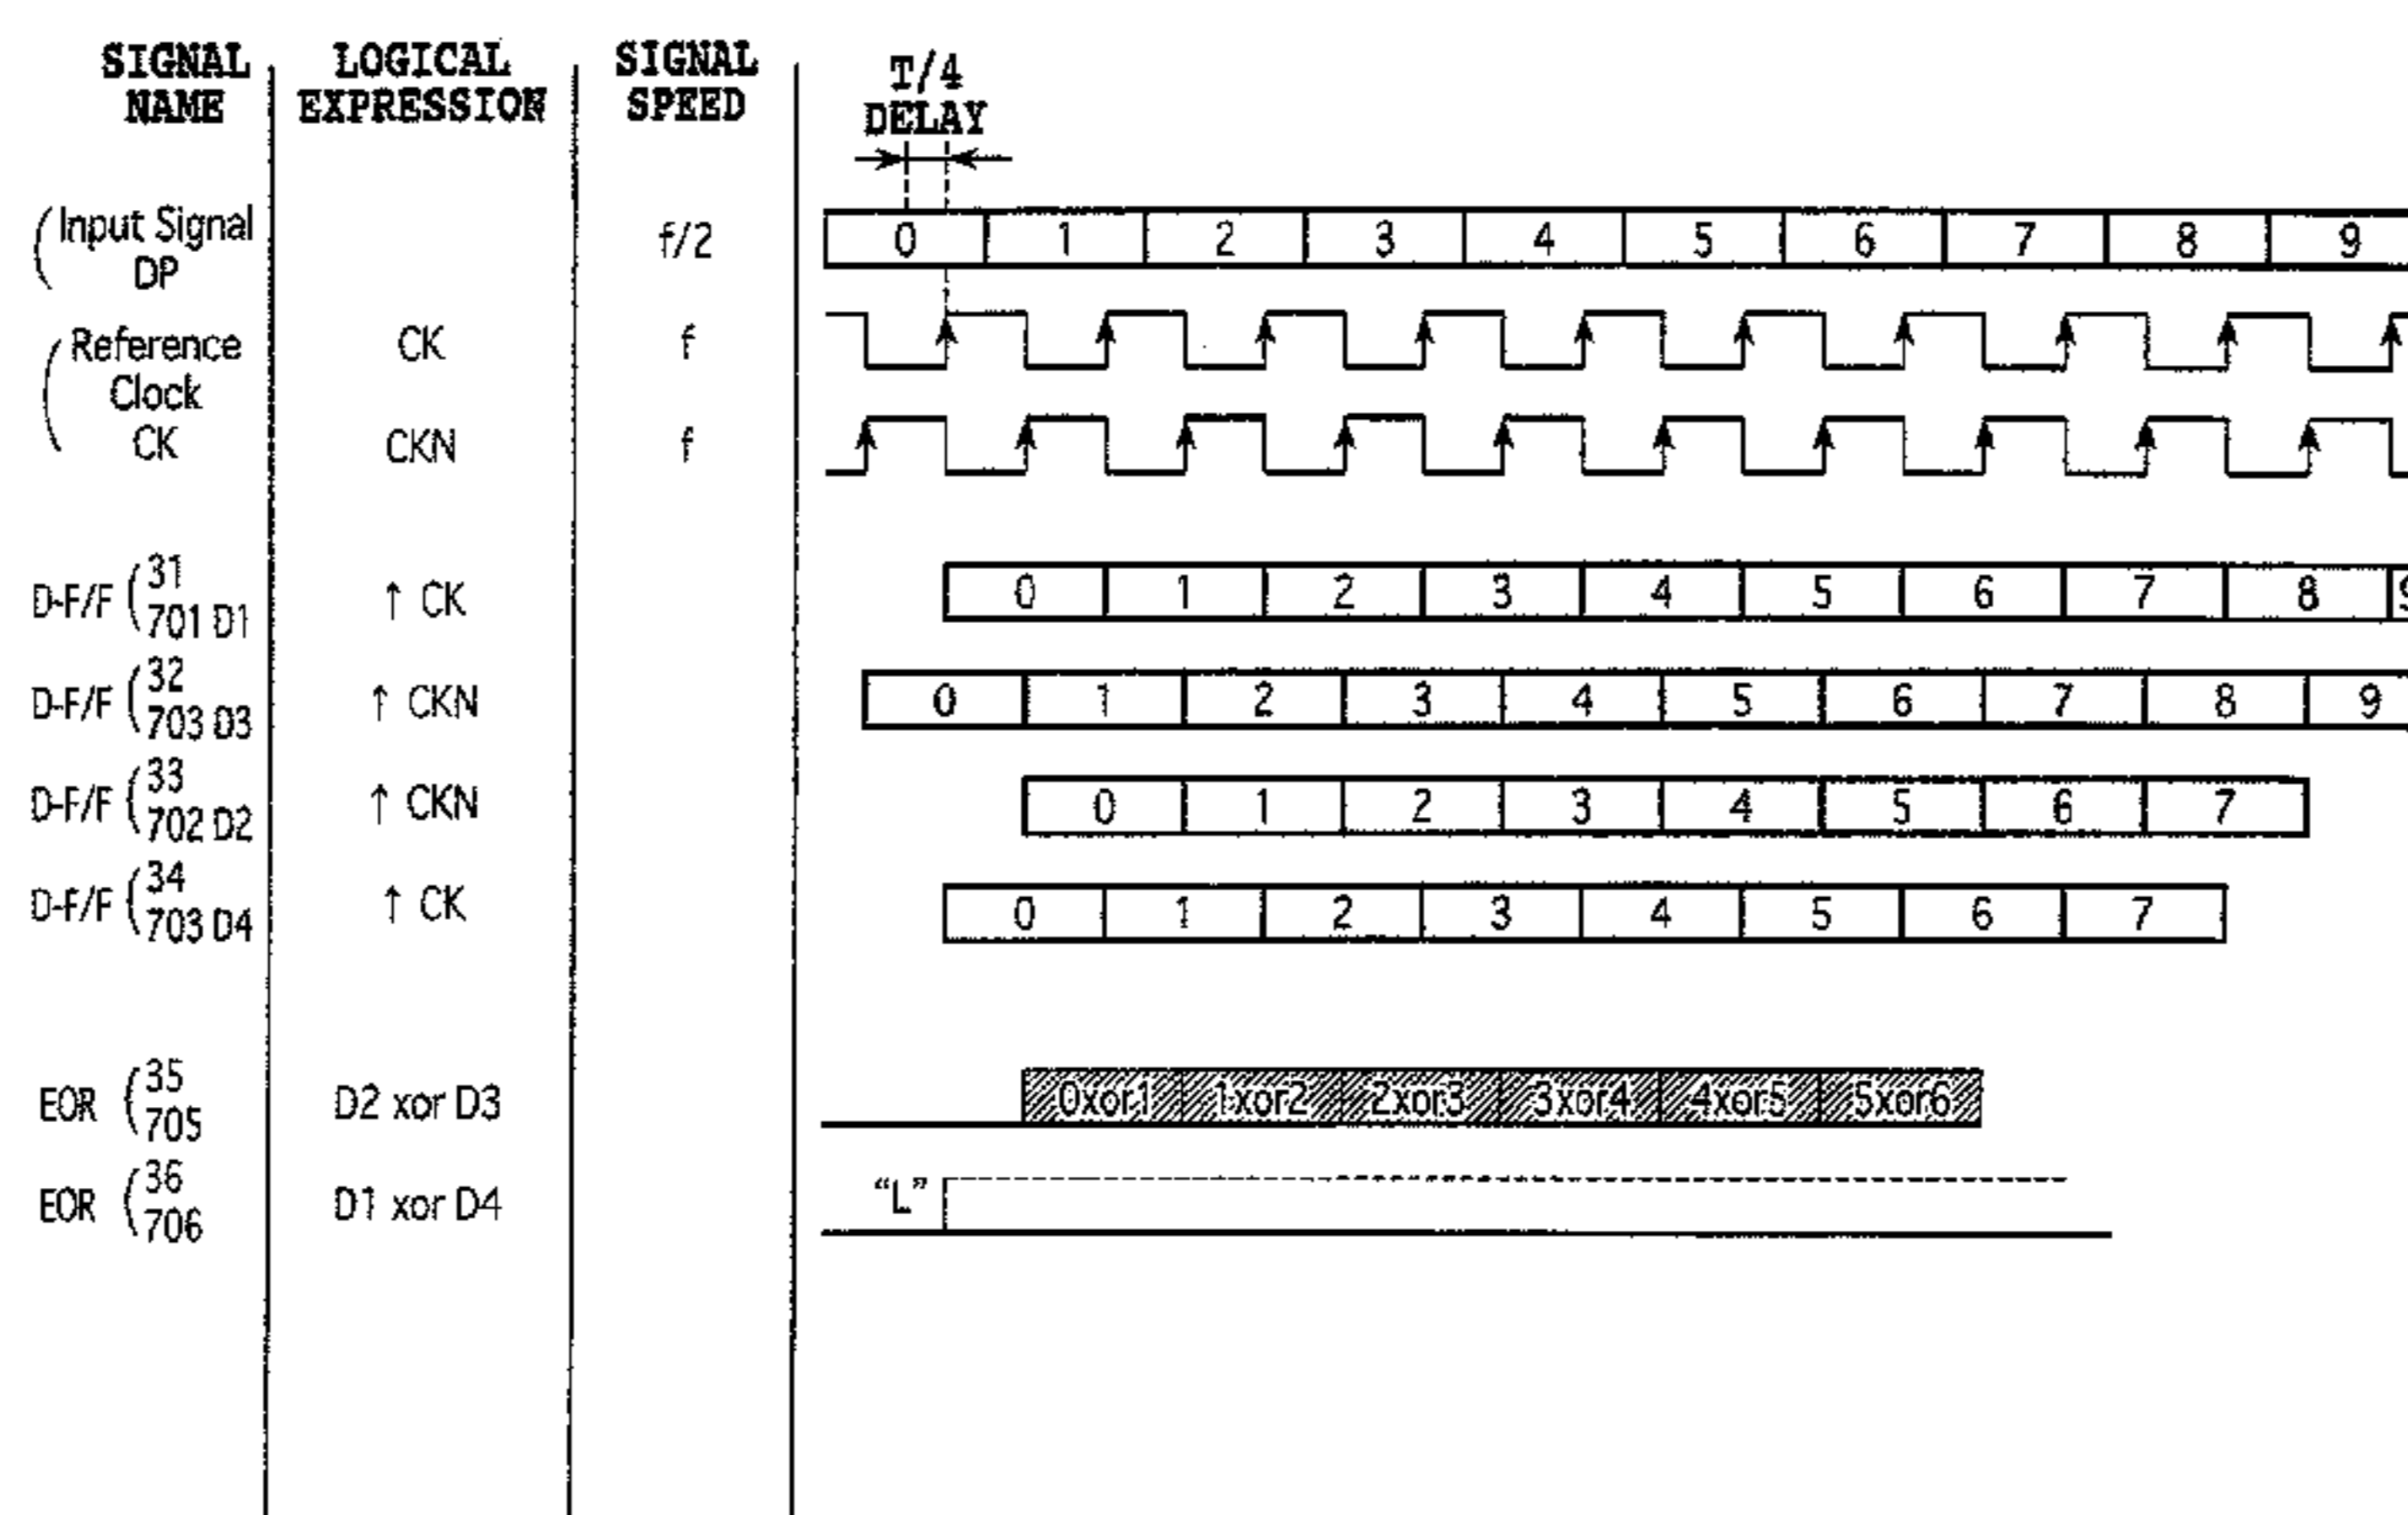 SIGNAL NAME LOGICAL EXPRESSION SIGNAL SPEED T/4 DELAY
Input Signal DP f/2 0 1 2 3 4 5 6 7 8 9
Reference Clock CK
CK f
CKN f
D-F/F 31 701 D1 ↑ CK 0 1 2 3 4 5 6 7 8 9
D-F/F 32 703 D3 ↑ CKN 0 1 2 3 4 5 6 7 8 9
D-F/F 33 702 D2 ↑ CKN 0 1 2 3 4 5 6 7
D-F/F 34 703 D4 ↑ CK 0 1 2 3 4 5 6 7
EOR 35 705 D2 xor D3 0xor1 1xor2 2xor3 3xor4 4xor5 5xor6
EOR 36 706 D1 xor D4 “L”